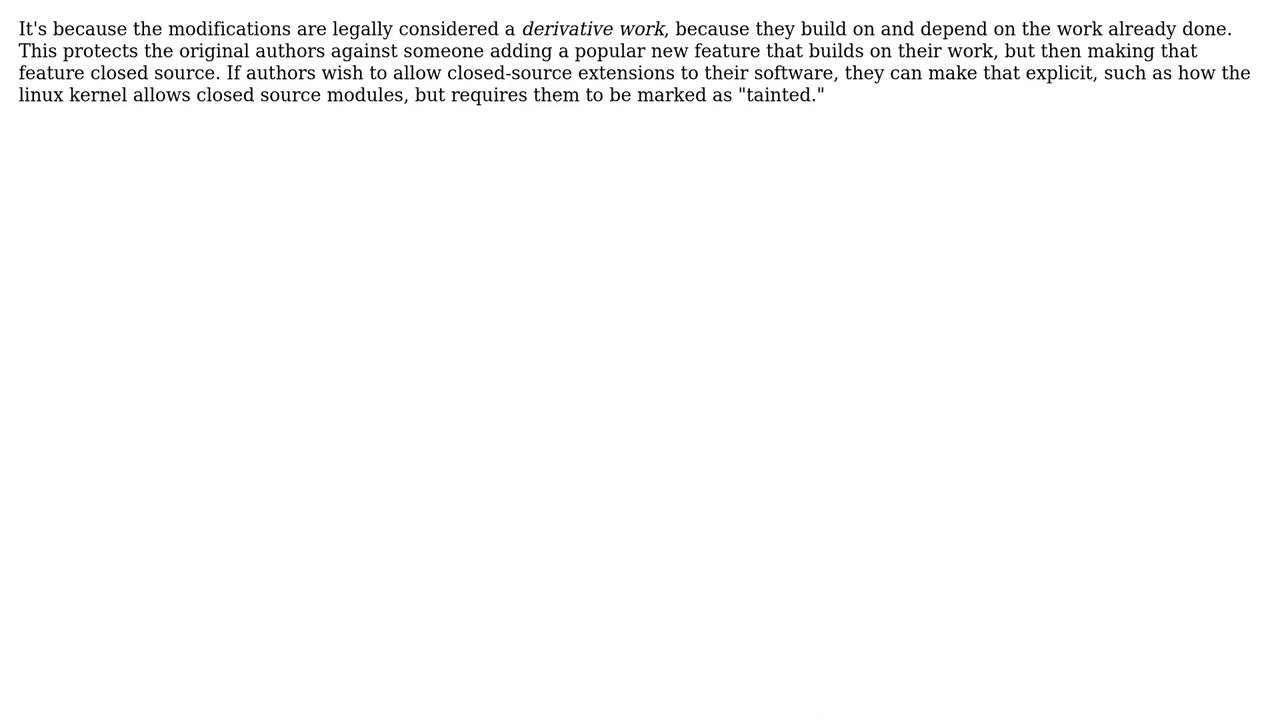 It's because the modifications are legally considered a derivative work, because they build on and depend on the work already done.
This protects the original authors against someone adding a popular new feature that builds on their work, but then making that
feature closed source. If authors wish to allow closed-source extensions to their software, they can make that explicit, such as how the
linux kernel allows closed source modules, but requires them to be marked as "tainted."